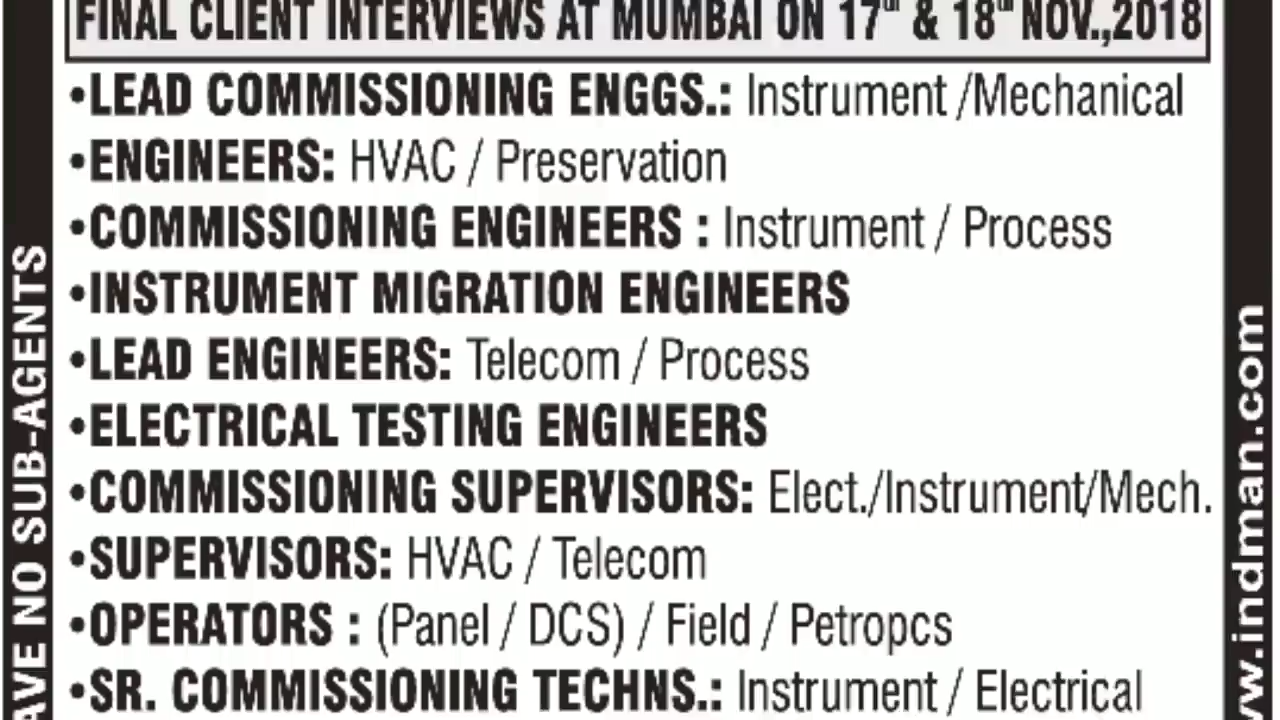 FINAL CLIENT INTERVIEWS AT MUMBAI ON 17th & 18th NOV.,2018
•LEAD COMMISSIONING ENGGS.: Instrument /Mechanical
•ENGINEERS: HVAC / Preservation
•COMMISSIONING ENGINEERS : Instrument / Process
•INSTRUMENT MIGRATION ENGINEERS
•LEAD ENGINEERS: Telecom / Process
•ELECTRICAL TESTING ENGINEERS
•COMMISSIONING SUPERVISORS: Elect./Instrument/Mech.
•SUPERVISORS: HVAC / Telecom
•OPERATORS : (Panel / DCS) / Field / Petropcs
•SR. COMMISSIONING TECHNS.: Instrument / Electrical
AVE NO SUB-AGENTS
w.indman.com